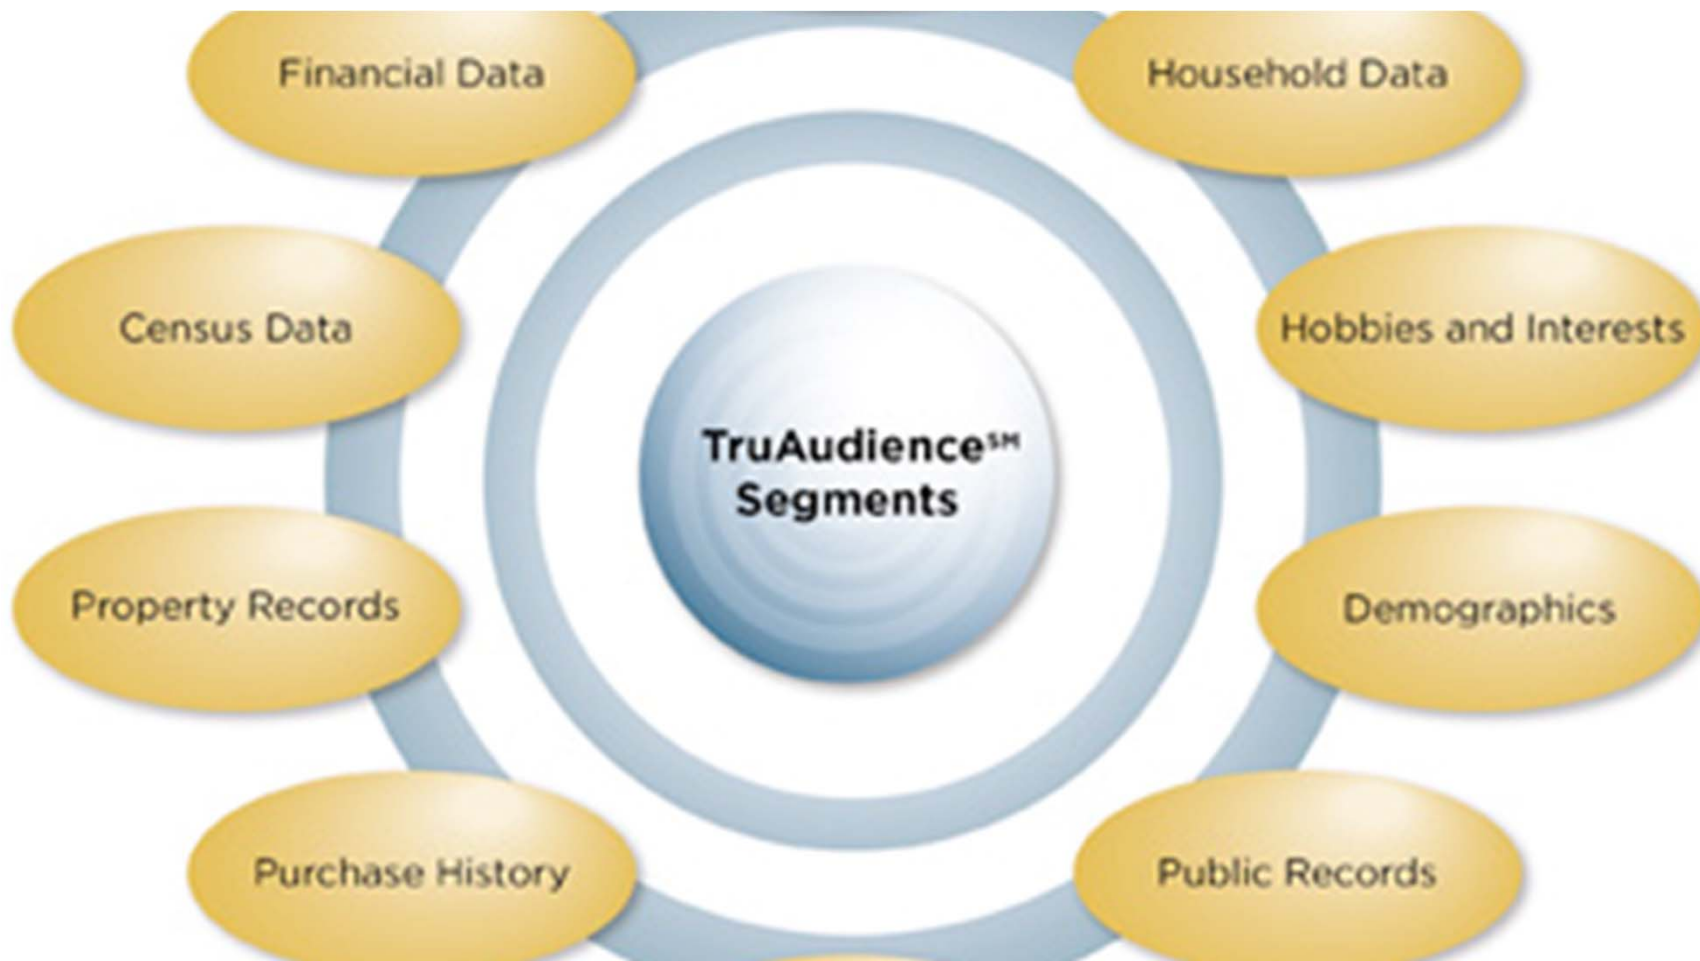 Financial Data
Household Data
Census Data
Hobbies and Interests
TruAudience℠
Segments
Property Records
Demographics
Purchase History
Public Records